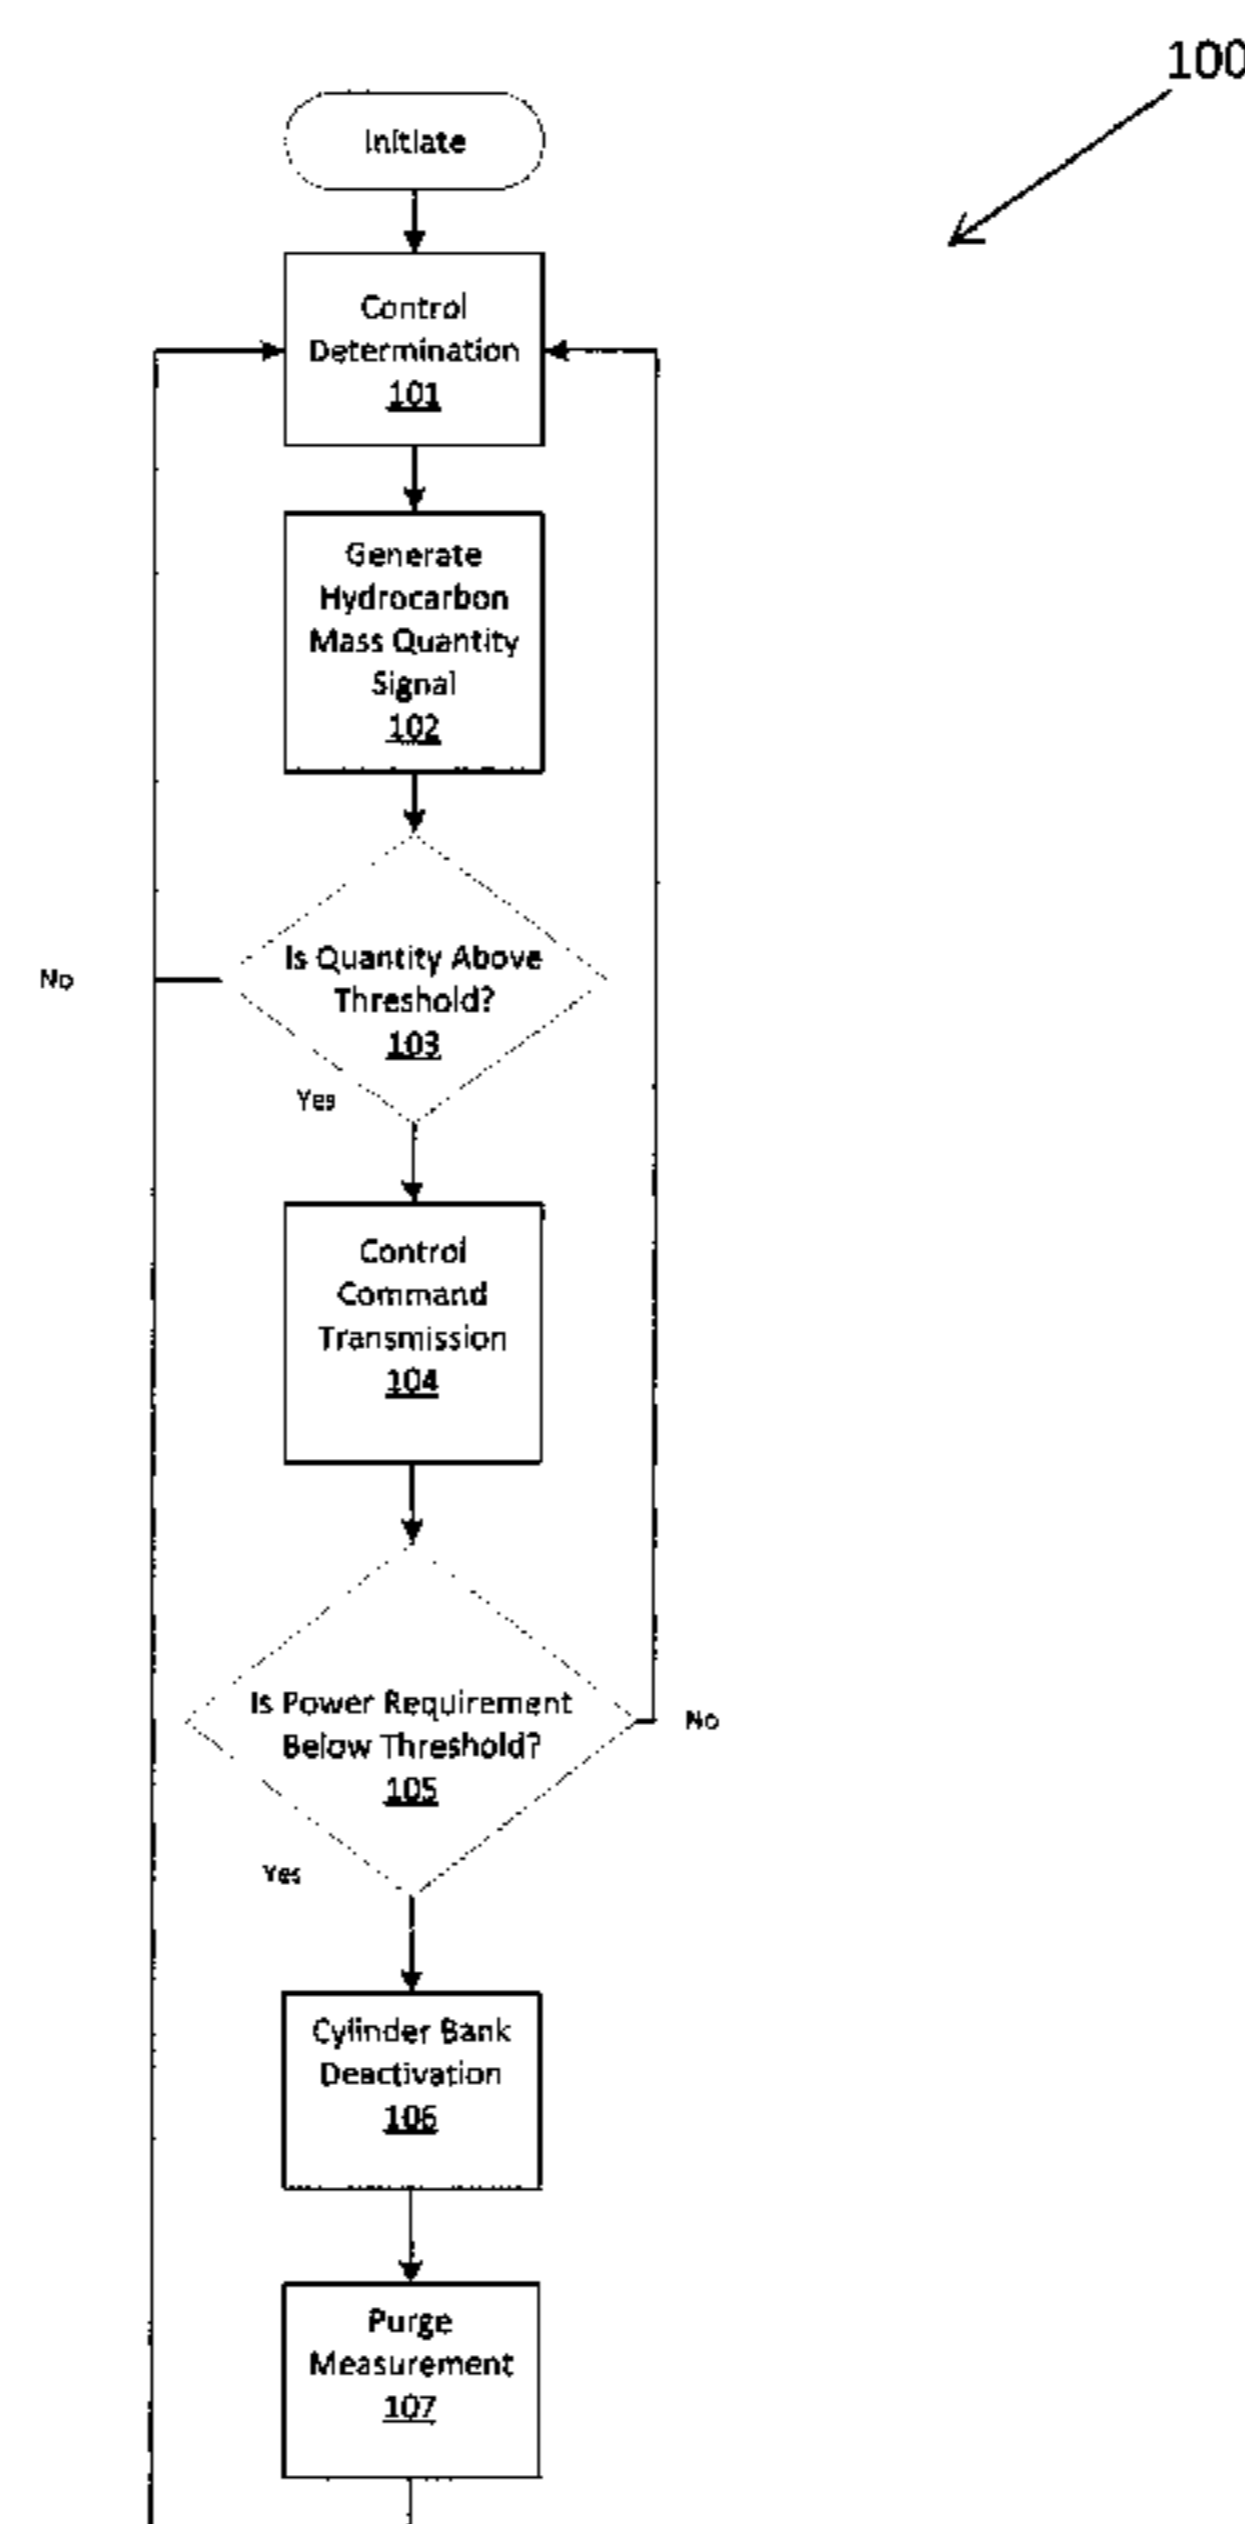 100
Initiate
Control
Determination
101
Generate
Hydrocarbon
Mass Quantity
Signal
102
Is Quantity Above
Threshold?
103
No
Yes
Control
Command
Transmission
104
Is Power Requirement
Below Threshold?
105
No
Yes
Cylinder Bank
Deactivation
106
Purge
Measurement
107